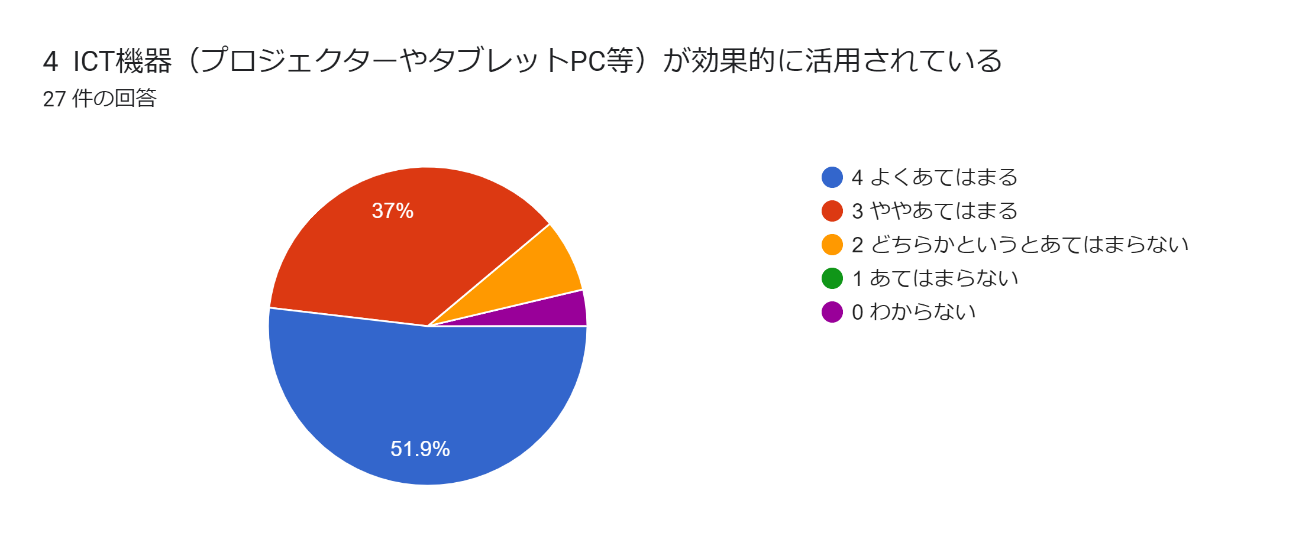 4 ICT機器（プロジェクターやタブレットPC等）が効果的に活用されている
27 件の回答
37%
51.9%
4 よくあてはまる
3 ややあてはまる
2 どちらかというとあてはまらない
1 あてはまらない
0 わからない